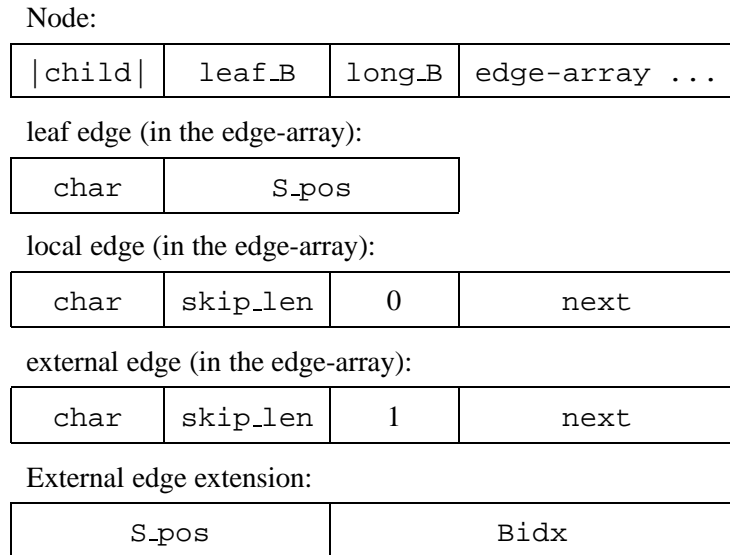 Node:
|child| leaf_B long_B edge-array ...
leaf edge (in the edge-array):
char S_pos
local edge (in the edge-array):
char skip_len 0 next
external edge (in the edge-array):
char skip_len 1 next
External edge extension:
S_pos Bidx